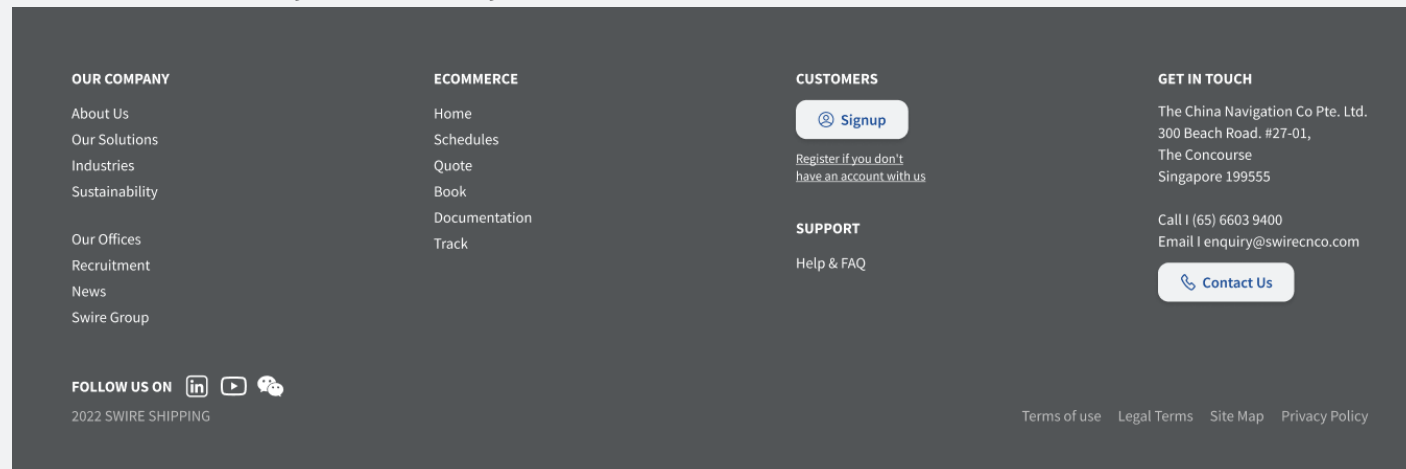 OUR COMPANY
About Us
Our Solutions
Industries
Sustainability
Our Offices
Recruitment
News
Swire Group
ECOMMERCE
Home
Schedules
Quote
Book
Documentation
Track
CUSTOMERS
Signup
Register if you don't
have an account with us
SUPPORT
Help & FAQ
GET IN TOUCH
The China Navigation Co Pte. Ltd.
300 Beach Road. #27-01,
The Concourse
Singapore 199555
Call I (65) 6603 9400
Email I enquiry@swirecnco.com
Contact Us
FOLLOW US ON in
2022 SWIRE SHIPPING
Terms of use Legal Terms Site Map Privacy Policy